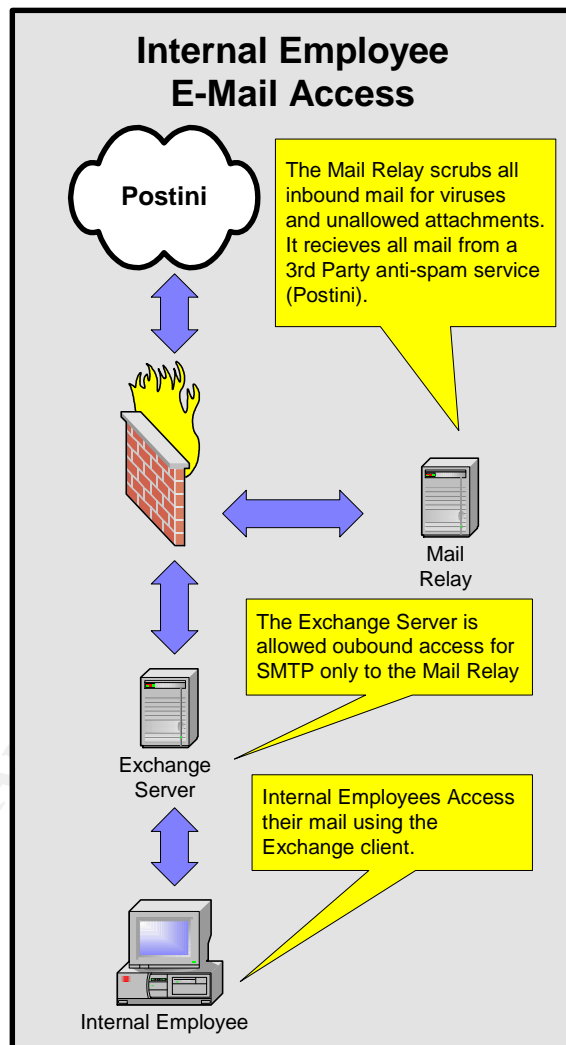 Internal Employee
E-Mail Access
Postini
The Mail Relay scrubs all
inbound mail for viruses
and unallowed attachments.
It recieves all mail from a
3rd Party anti-spam service
(Postini).
Mail
Relay
The Exchange Server is
allowed oubound access for
SMTP only to the Mail Relay
Exchange
Server
Internal Employees Access
their mail using the
Exchange client.
Internal Employee